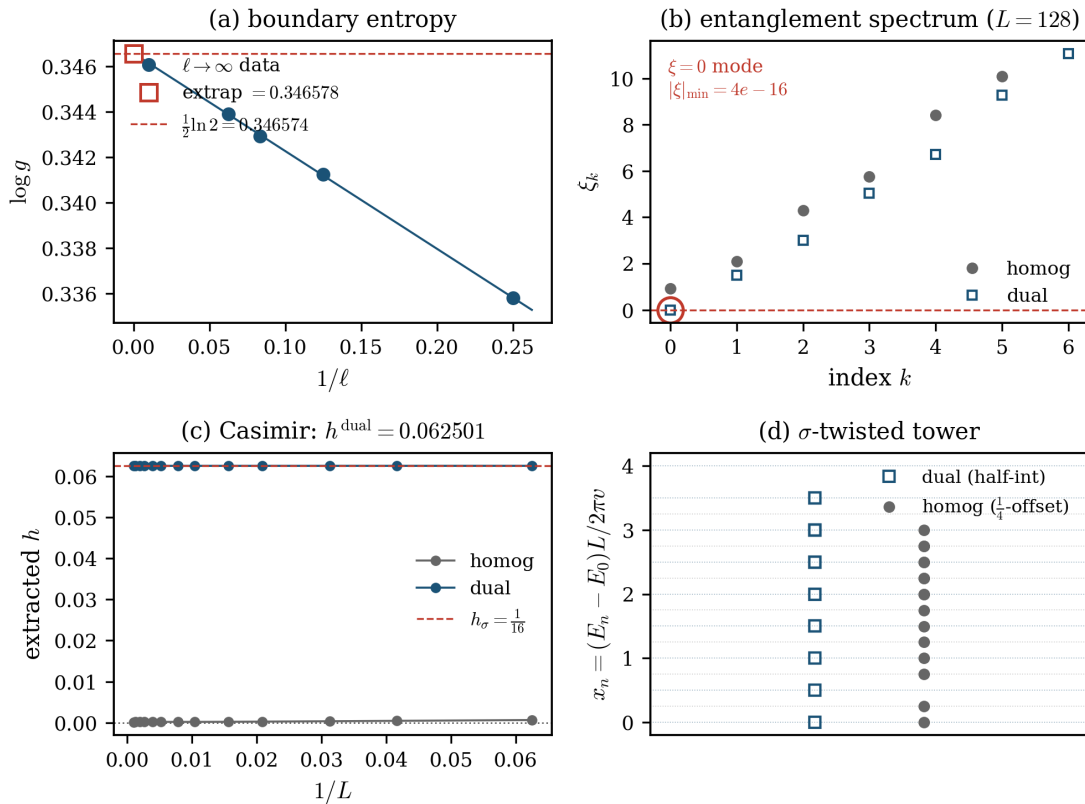 (a) boundary entropy
log g
0.346
0.344
0.342
0.340
0.338
0.336
ℓ→∞ data
extrap = 0.346578
½ln 2 = 0.346574
0.00 0.05 0.10 0.15 0.20 0.25
1/ℓ
(b) entanglement spectrum (L = 128)
ξₖ
10
8
6
4
2
0
ξ = 0 mode
|ξ|min = 4e − 16
homog
dual
0 1 2 3 4 5 6
index k
(c) Casimir: h^dual = 0.062501
extracted h
0.06
0.05
0.04
0.03
0.02
0.01
0.00
homog
dual
hσ = 1/16
0.00 0.01 0.02 0.03 0.04 0.05 0.06
1/L
(d) σ-twisted tower
xₙ = (Eₙ − E₀)L/2πv
4
3
2
1
0
dual (half-int)
homog (¼-offset)